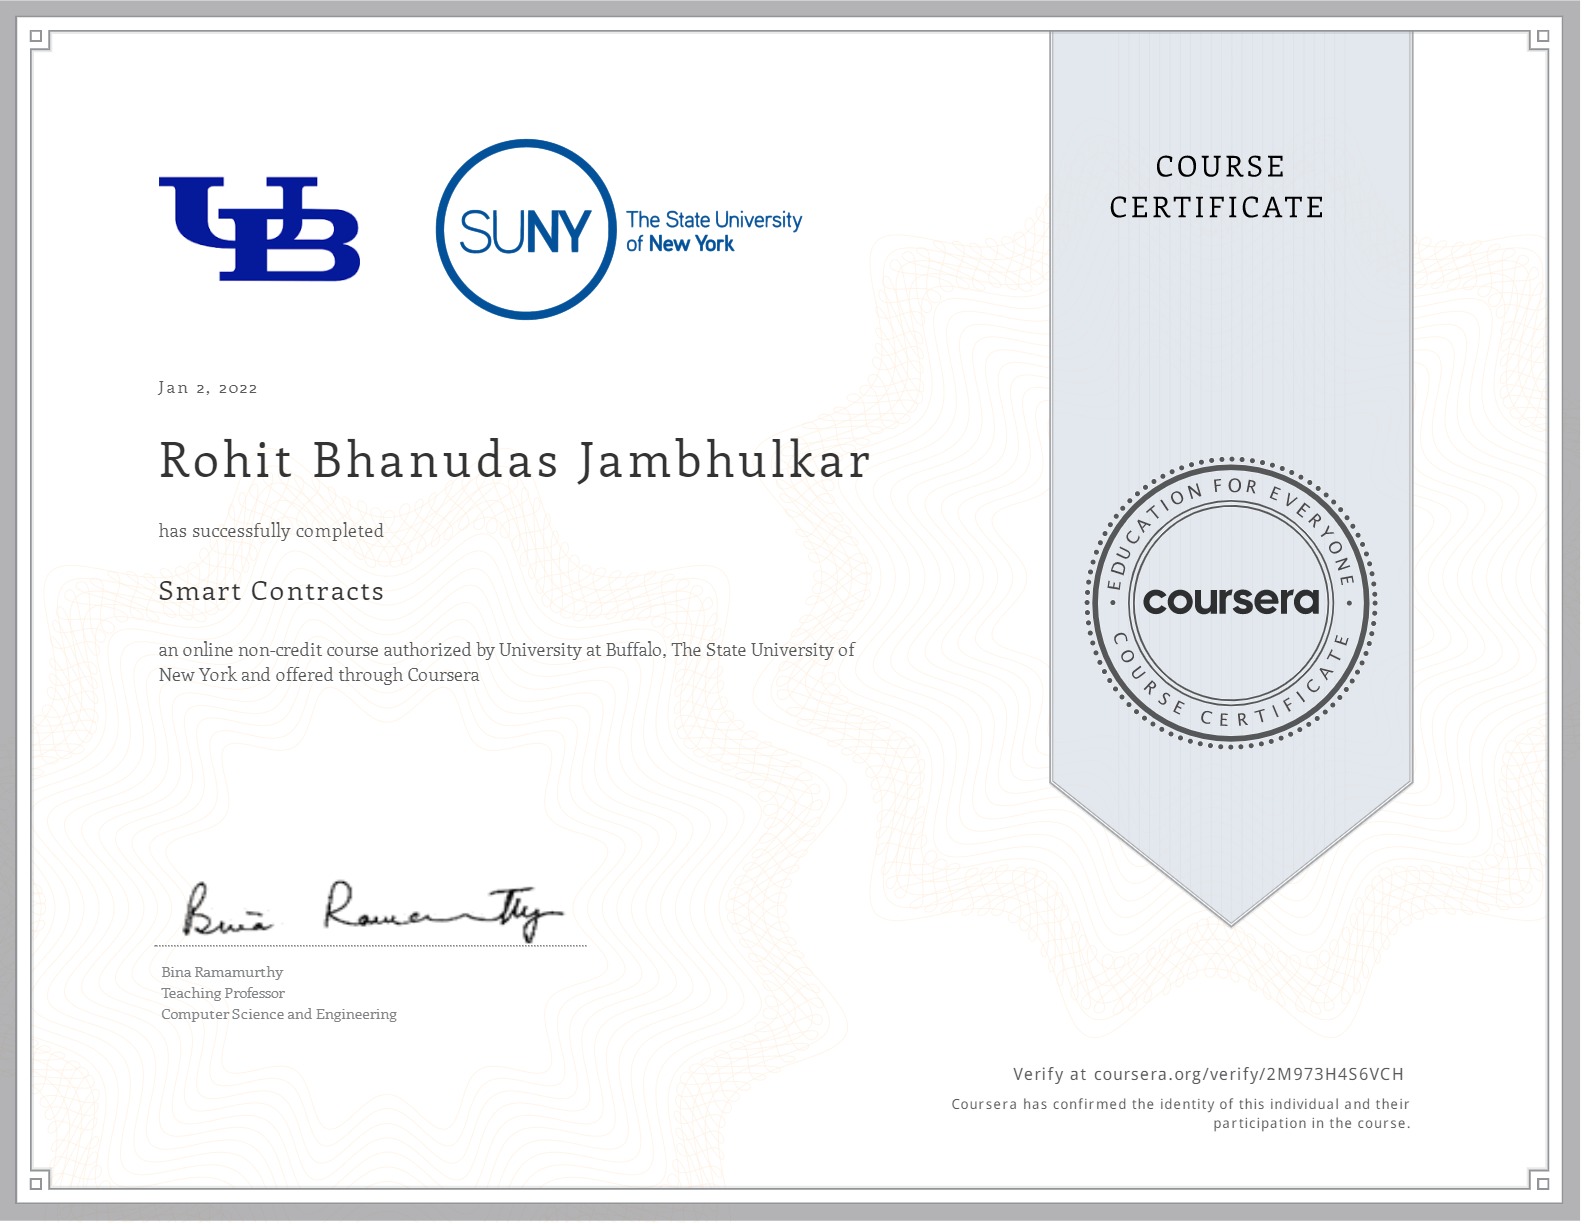 UB
SUNY
The State University
of New York
COURSE
CERTIFICATE
Jan 2, 2022
Rohit Bhanudas Jambhulkar
has successfully completed
Smart Contracts
an online non-credit course authorized by University at Buffalo, The State University of
New York and offered through Coursera
EDUCATION FOR EVERYONE
coursera
COURSE CERTIFICATE
Bina Ramamurthy
Bina Ramamurthy
Teaching Professor
Computer Science and Engineering
Verify at coursera.org/verify/2M973H4S6VCH
Coursera has confirmed the identity of this individual and their
participation in the course.